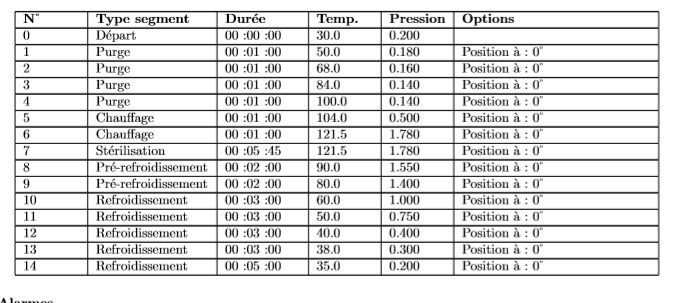 N° Type segment Durée Temp. Pression Options
0 Départ 00 :00 :00 30.0 0.200
1 Purge 00 :01 :00 50.0 0.180 Position à : 0°
2 Purge 00 :01 :00 68.0 0.160 Position à : 0°
3 Purge 00 :01 :00 84.0 0.140 Position à : 0°
4 Purge 00 :01 :00 100.0 0.140 Position à : 0°
5 Chauffage 00 :01 :00 104.0 0.500 Position à : 0°
6 Chauffage 00 :01 :00 121.5 1.780 Position à : 0°
7 Stérilisation 00 :05 :45 121.5 1.780 Position à : 0°
8 Pré-refroidissement 00 :02 :00 90.0 1.550 Position à : 0°
9 Pré-refroidissement 00 :02 :00 80.0 1.400 Position à : 0°
10 Refroidissement 00 :03 :00 60.0 1.000 Position à : 0°
11 Refroidissement 00 :03 :00 50.0 0.750 Position à : 0°
12 Refroidissement 00 :03 :00 40.0 0.400 Position à : 0°
13 Refroidissement 00 :03 :00 38.0 0.300 Position à : 0°
14 Refroidissement 00 :05 :00 35.0 0.200 Position à : 0°